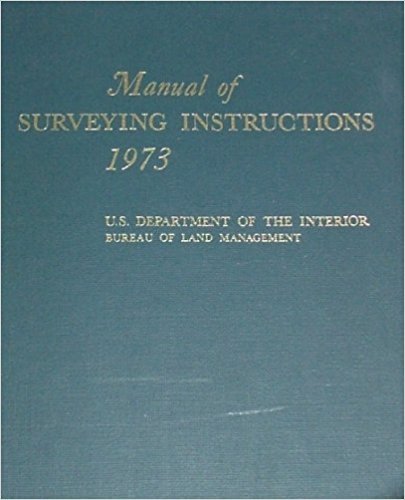 Manual of
SURVEYING INSTRUCTIONS
1973
U.S. DEPARTMENT OF THE INTERIOR
BUREAU OF LAND MANAGEMENT